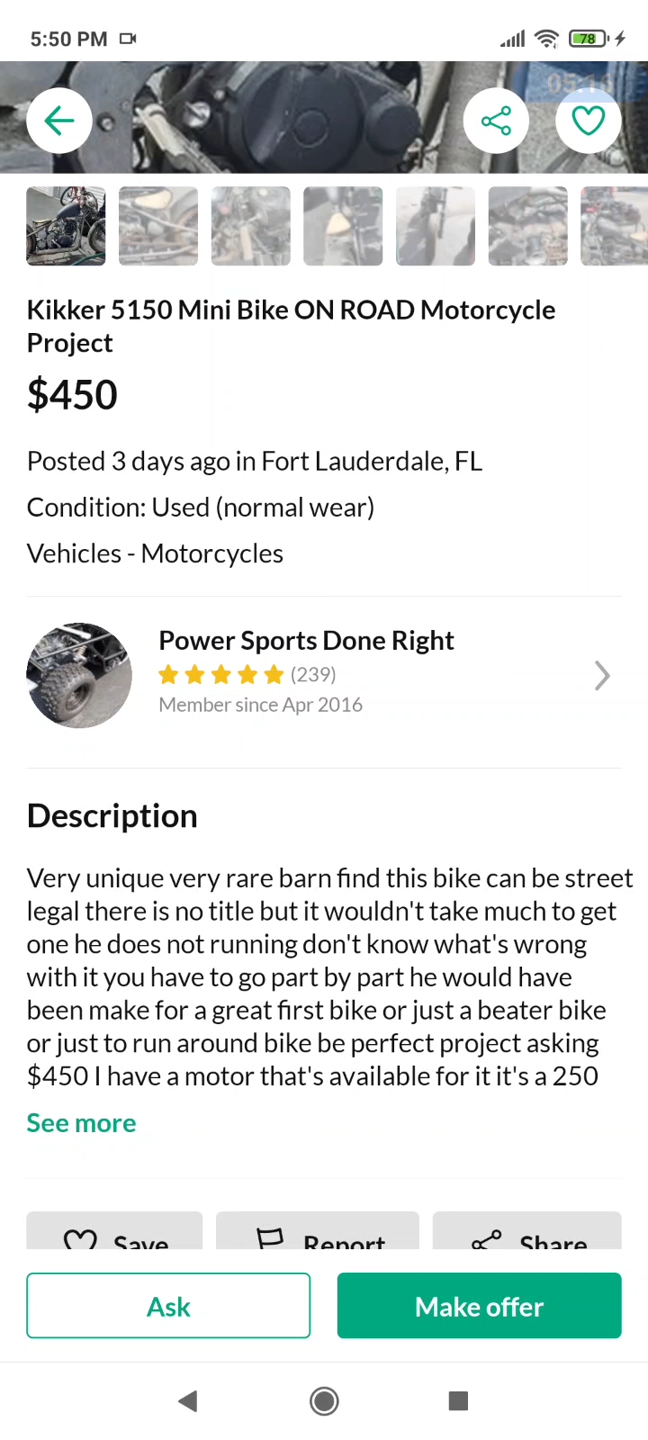 5:50 PM
78
05:16
Kikker 5150 Mini Bike ON ROAD Motorcycle
Project
$450
Posted 3 days ago in Fort Lauderdale, FL
Condition: Used (normal wear)
Vehicles - Motorcycles
Power Sports Done Right
(239)
Member since Apr 2016
Description
Very unique very rare barn find this bike can be street
legal there is no title but it wouldn't take much to get
one he does not running don't know what's wrong
with it you have to go part by part he would have
been make for a great first bike or just a beater bike
or just to run around bike be perfect project asking
$450 I have a motor that's available for it it's a 250
See more
Save
Report
Share
Ask
Make offer